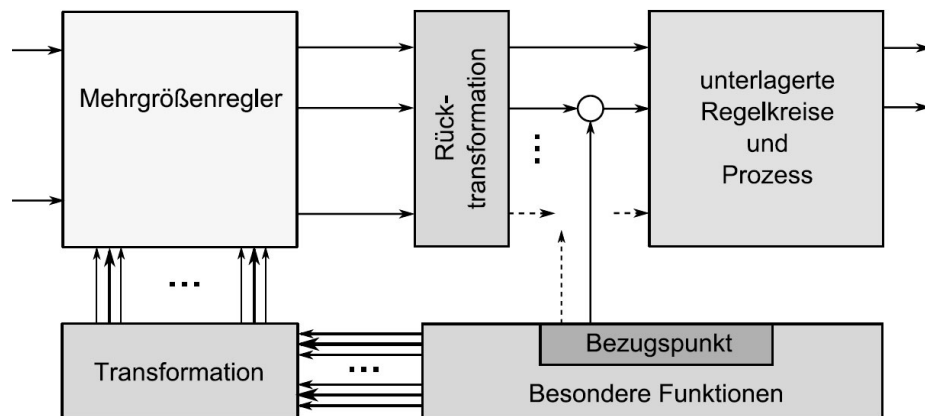 Mehrgrößenregler
Rück-
transformation
unterlagerte
Regelkreise
und
Prozess
Transformation
Bezugspunkt
Besondere Funktionen